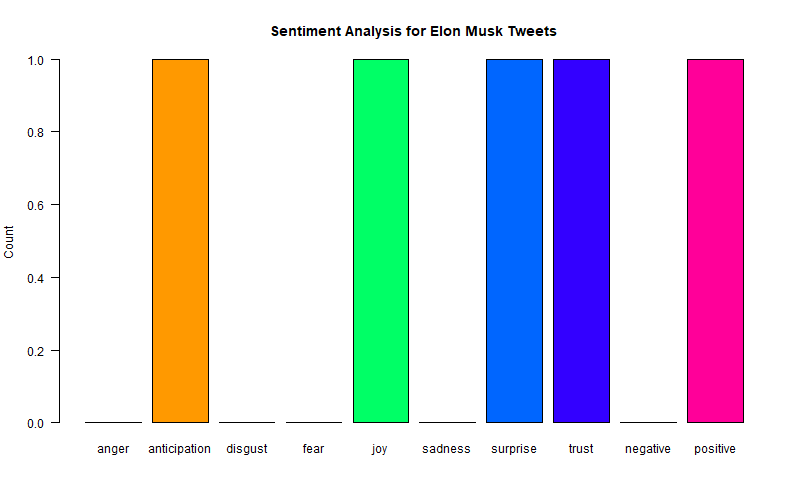 Sentiment Analysis for Elon Musk Tweets
Count
1.0
0.8
0.6
0.4
0.2
0.0
anger anticipation disgust fear joy sadness surprise trust negative positive